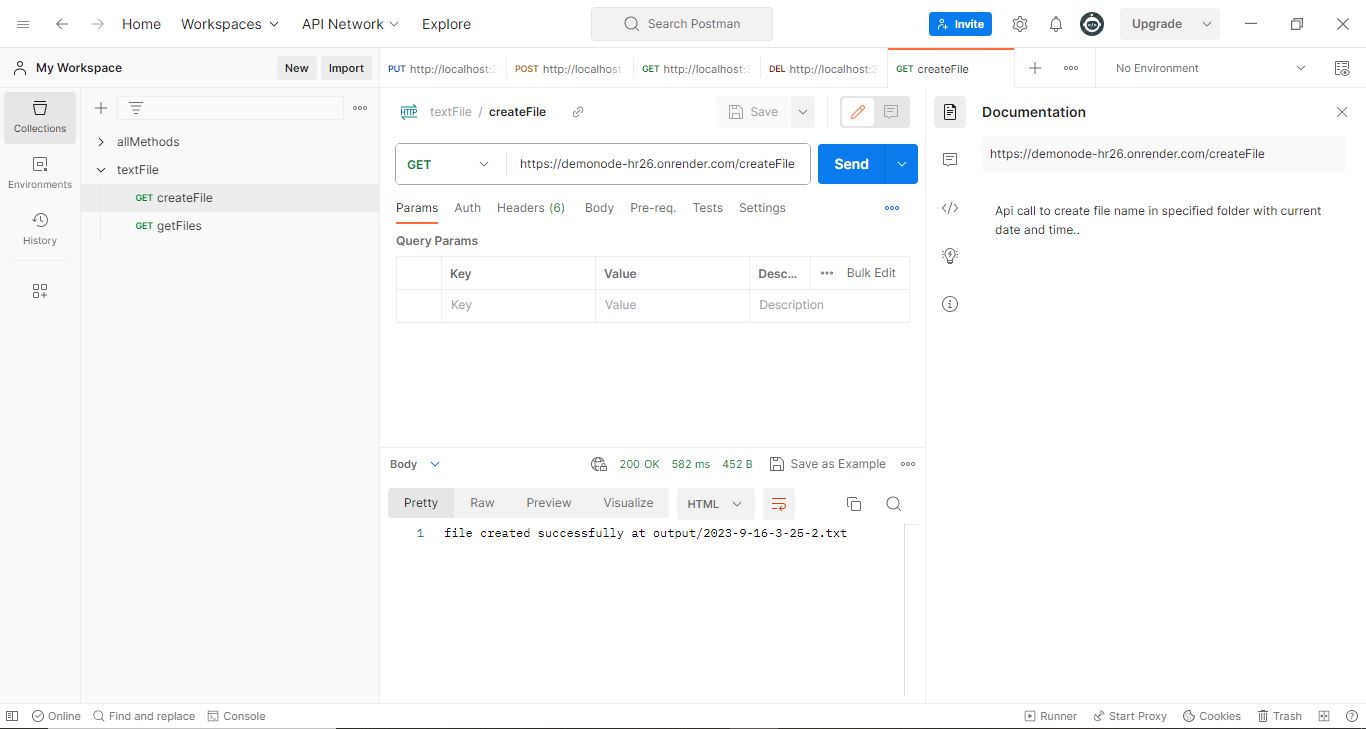 Home Workspaces API Network Explore Search Postman Invite Upgrade
My Workspace New Import
PUT http://localhost: POST http://localhost GET http://localhost: DEL http://localhost: GET createFile No Environment
Collections
Environments
History
allMethods
textFile
GET createFile
GET getFiles
HTTP textFile / createFile Save
GET https://demonode-hr26.onrender.com/createFile Send
Params Auth Headers (6) Body Pre-req. Tests Settings
Query Params
Key Value Desc... Bulk Edit
Key Value Description
Body 200 OK 582 ms 452 B Save as Example
Pretty Raw Preview Visualize HTML
1 file created successfully at output/2023-9-16-3-25-2.txt
Documentation
https://demonode-hr26.onrender.com/createFile
Api call to create file name in specified folder with current
date and time..
Online Find and replace Console Runner Start Proxy Cookies Trash